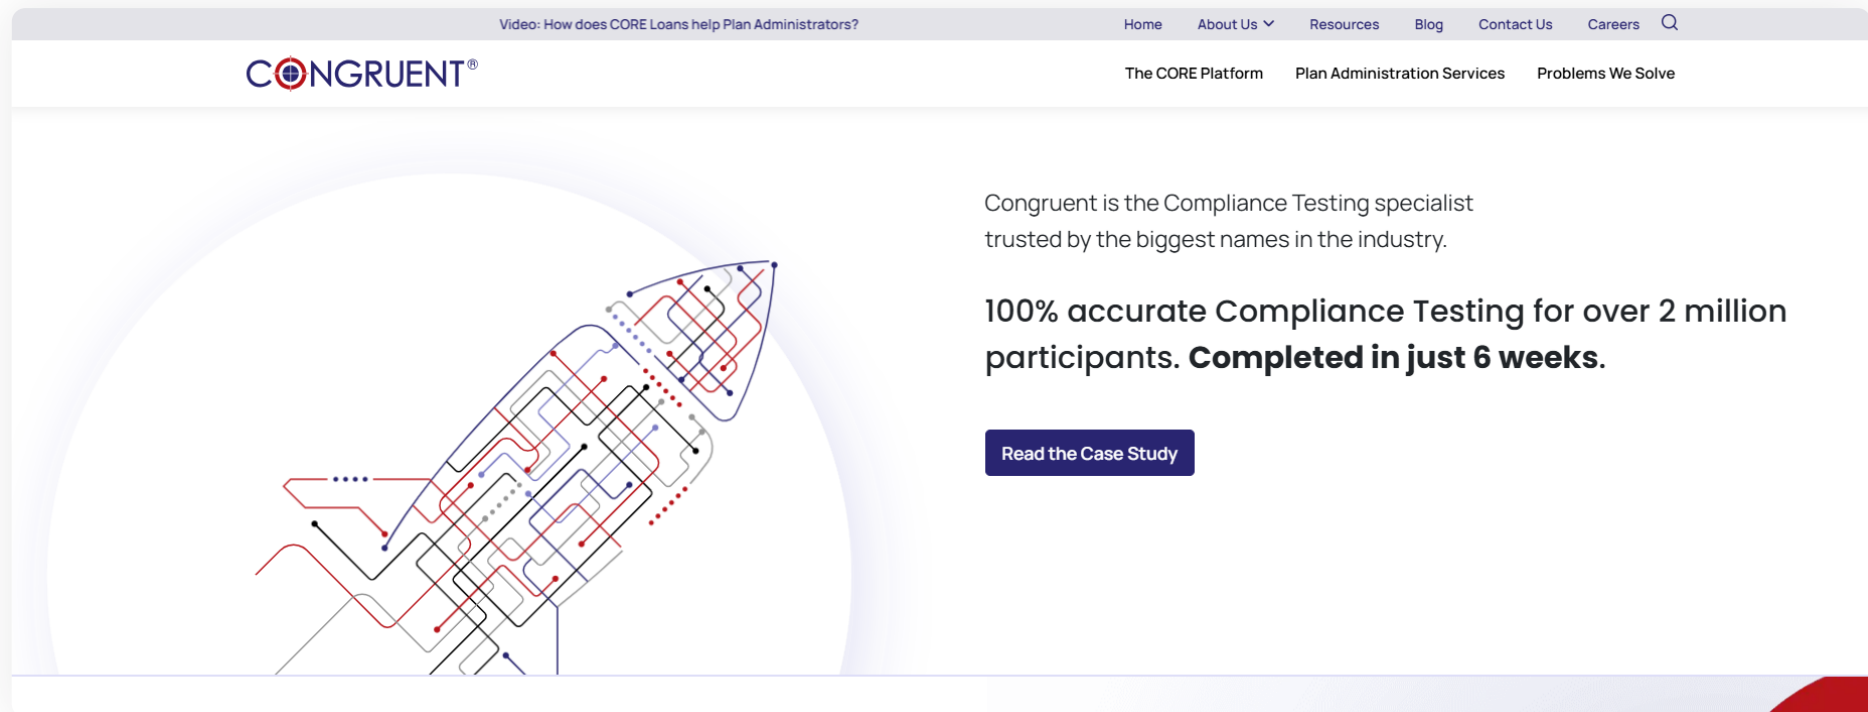 Video: How does CORE Loans help Plan Administrators?
Home About Us Resources Blog Contact Us Careers
CONGRUENT®
The CORE Platform Plan Administration Services Problems We Solve
Congruent is the Compliance Testing specialist
trusted by the biggest names in the industry.
100% accurate Compliance Testing for over 2 million
participants. Completed in just 6 weeks.
Read the Case Study